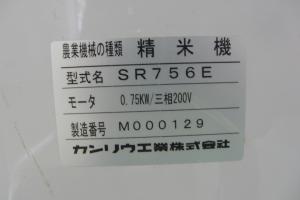 農業機械の種類 精米機
型式名 SR756E
モータ 0.75KW/三相200V
製造番号 M000129
カンリウ工業株式会社